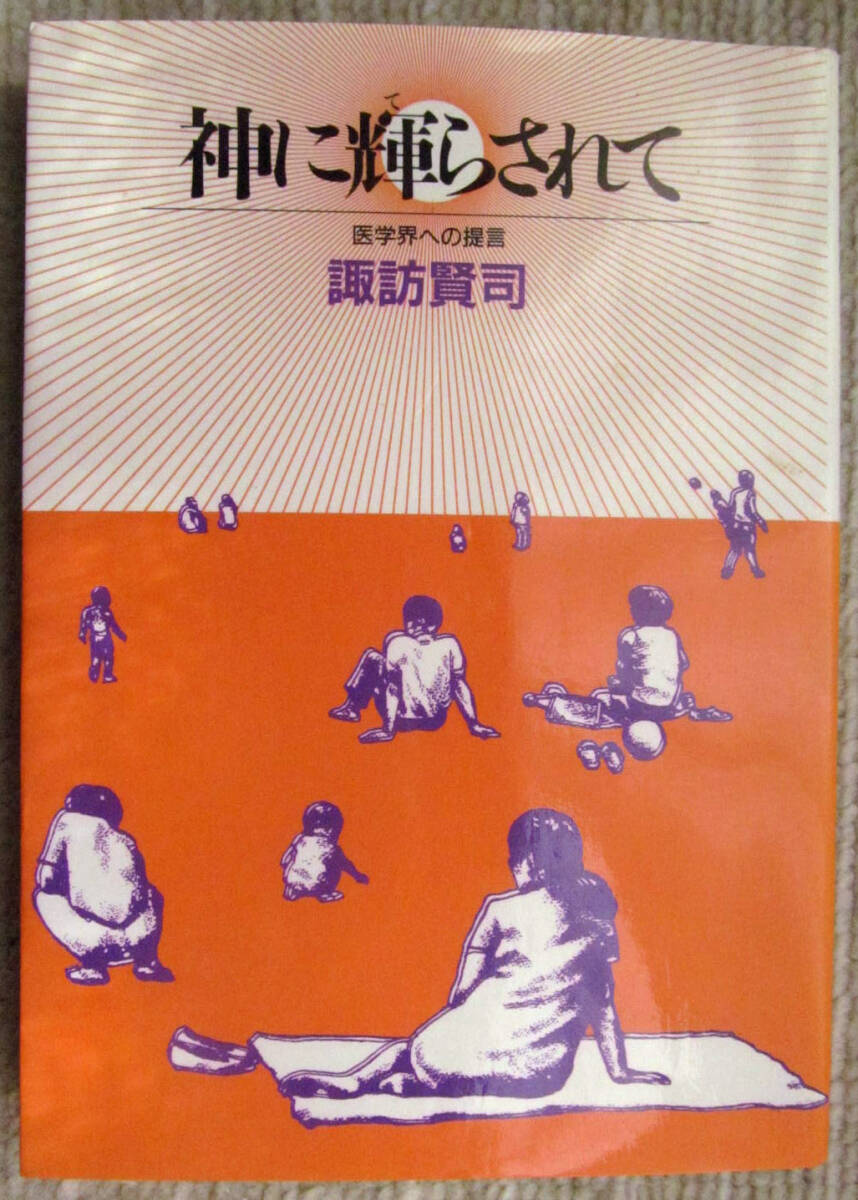 神に輝らされて
て
医学界への提言
諏訪賢司